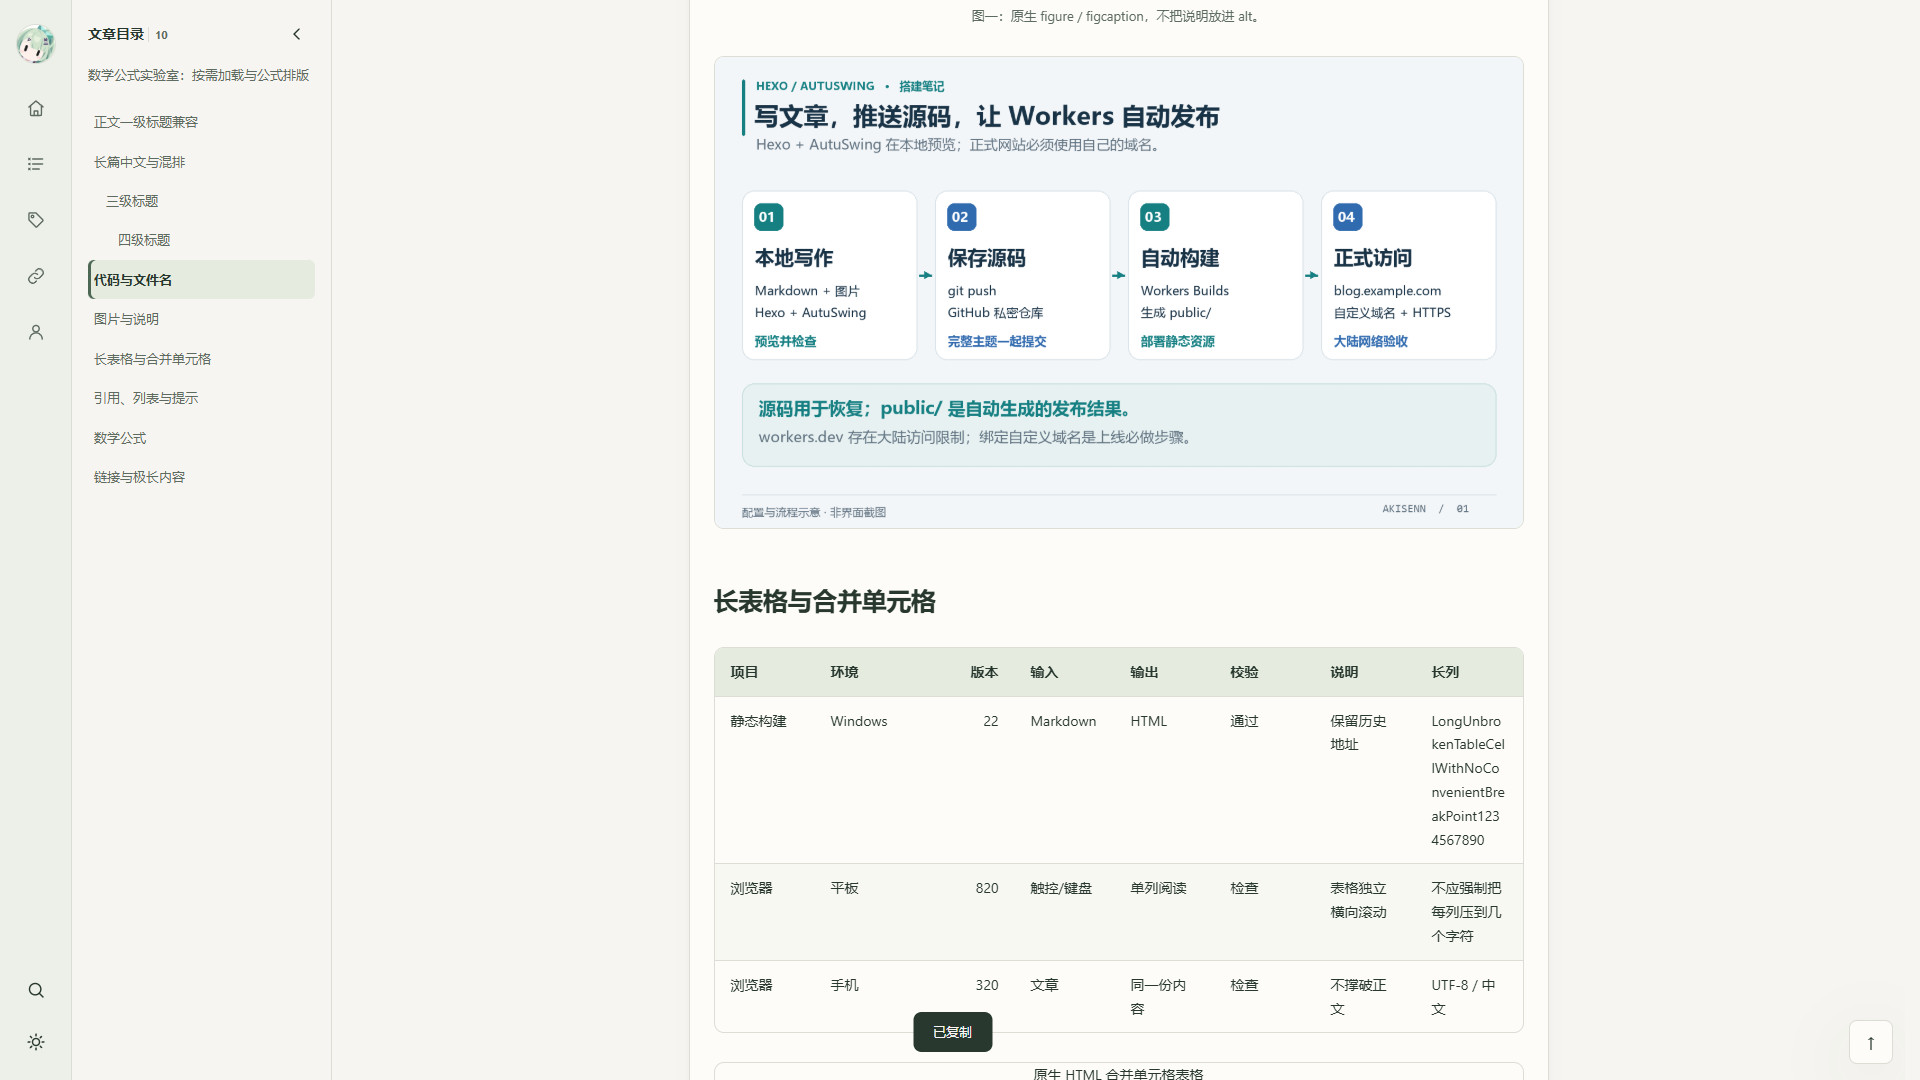 文章目录 10
数学公式实验室：按需加载与公式排版
正文一级标题兼容
长篇中文与混排
三级标题
四级标题
代码与文件名
图片与说明
长表格与合并单元格
引用、列表与提示
数学公式
链接与极长内容
图一：原生 figure / figcaption，不把说明放进 alt。
HEXO / AUTUSWING • 搭建笔记
写文章，推送源码，让 Workers 自动发布
Hexo + AutuSwing 在本地预览；正式网站必须使用自己的域名。
01
本地写作
Markdown + 图片
Hexo + AutuSwing
预览并检查
02
保存源码
git push
GitHub 私密仓库
完整主题一起提交
03
自动构建
Workers Builds
生成 public/
部署静态资源
04
正式访问
blog.example.com
自定义域名 + HTTPS
大陆网络验收
源码用于恢复；public/ 是自动生成的发布结果。
workers.dev 存在大陆访问限制；绑定自定义域名是上线必做步骤。
配置与流程示意 · 非界面截图
AKISENN / 01
长表格与合并单元格
项目 环境 版本 输入 输出 校验 说明 长列
静态构建 Windows 22 Markdown HTML 通过 保留历史 LongUnbro
地址 kenTableCel
lWithNoCo
nvenientBre
akPoint123
4567890
浏览器 平板 820 触控/键盘 单列阅读 检查 表格独立 不应强制把
横向滚动 每列压到几
个字符
浏览器 手机 320 文章 同一份内 检查 不撑破正 UTF-8 / 中
容 文 文
已复制
原生 HTML 合并单元格表格
↑